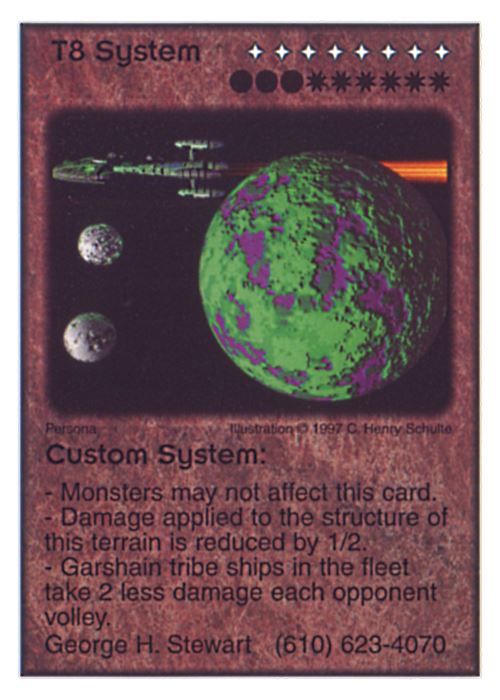 T8 System
Persona
Illustration © 1997 C. Henry Schulte
Custom System:
- Monsters may not affect this card.
- Damage applied to the structure of
this terrain is reduced by 1/2.
- Garshain tribe ships in the fleet
take 2 less damage each opponent
volley.
George H. Stewart (610) 623-4070